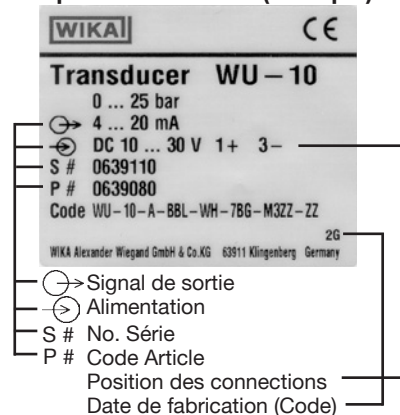 WIKAI CE
Transducer WU–10
0 ... 25 bar
4 ... 20 mA
DC 10 ... 30 V 1+ 3–
S # 0639110
P # 0639080
Code WU–10–A–BBL–WH–7BG–M3ZZ–ZZ
2G
WIKA Alexander Wiegand GmbH & Co.KG 63911 Klingenberg Germany
Signal de sortie
Alimentation
S # No. Série
P # Code Article
Position des connections
Date de fabrication (Code)